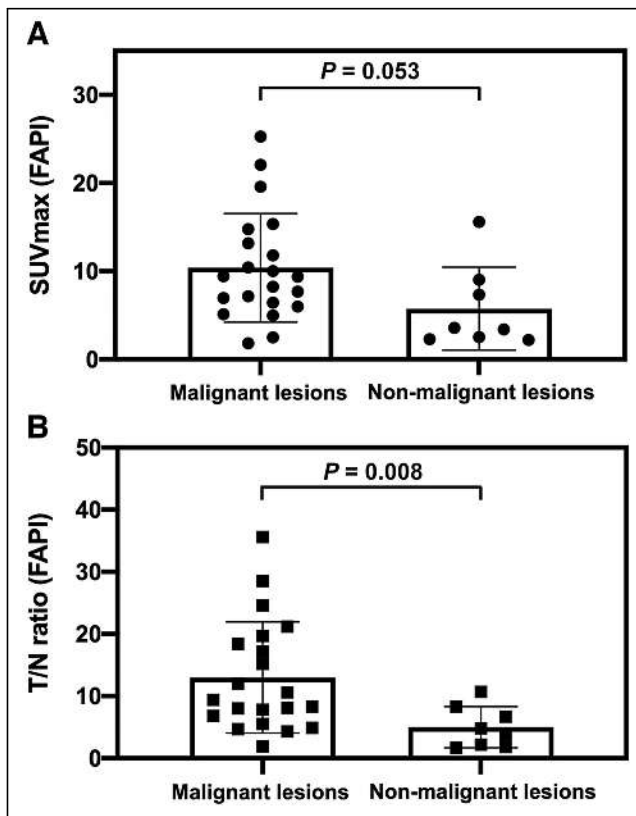 A
SUVmax (FAPI)
30
20
10
0
P = 0.053
Malignant lesions
Non-malignant lesions
B
T/N ratio (FAPI)
50
40
30
20
10
0
P = 0.008
Malignant lesions
Non-malignant lesions